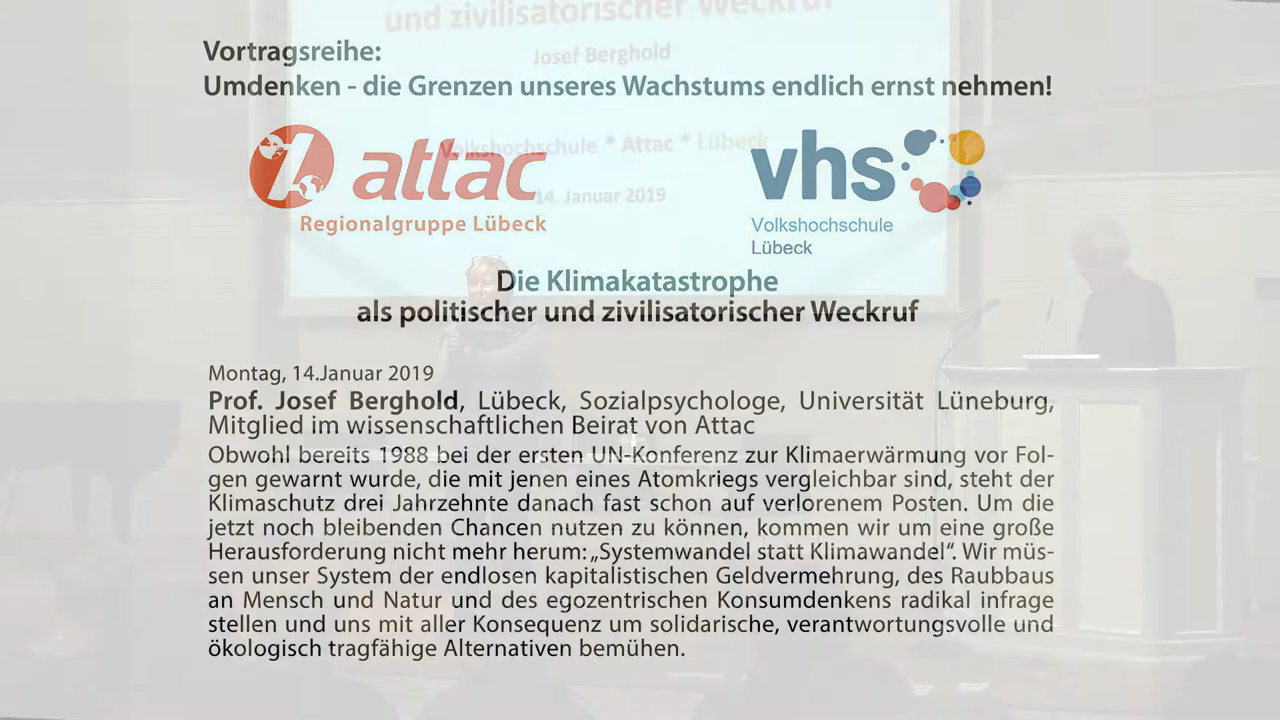 und zivilisatorischer Weckruf
Vortragsreihe:
Josef Berghold
Umdenken - die Grenzen unseres Wachstums endlich ernst nehmen!
attac
Regionalgruppe Lübeck
Volkshochschule * Attac * Lübeck
14. Januar 2019
vhs
Volkshochschule
Lübeck
Die Klimakatastrophe
als politischer und zivilisatorischer Weckruf
Montag, 14.Januar 2019
Prof. Josef Berghold, Lübeck, Sozialpsychologe, Universität Lüneburg,
Mitglied im wissenschaftlichen Beirat von Attac
Obwohl bereits 1988 bei der ersten UN-Konferenz zur Klimaerwärmung vor Fol-
gen gewarnt wurde, die mit jenen eines Atomkriegs vergleichbar sind, steht der
Klimaschutz drei Jahrzehnte danach fast schon auf verlorenem Posten. Um die
jetzt noch bleibenden Chancen nutzen zu können, kommen wir um eine große
Herausforderung nicht mehr herum: „Systemwandel statt Klimawandel“. Wir müs-
sen unser System der endlosen kapitalistischen Geldvermehrung, des Raubbaus
an Mensch und Natur und des egozentrischen Konsumdenkens radikal infrage
stellen und uns mit aller Konsequenz um solidarische, verantwortungsvolle und
ökologisch tragfähige Alternativen bemühen.